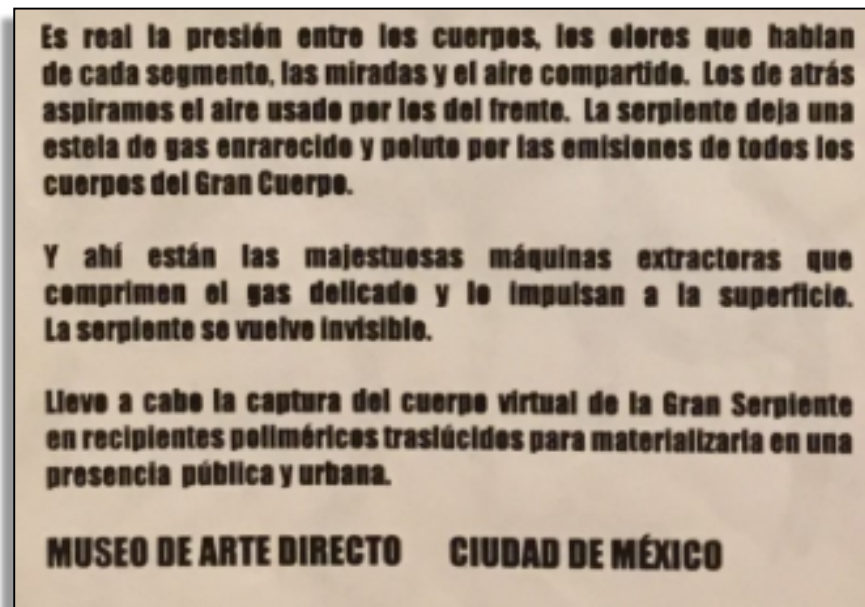 Es real la presión entre los cuerpos, los olores que hablan
de cada segmento, las miradas y el aire compartido. Los de atrás
aspiramos el aire usado por los del frente. La serpiente deja una
estela de gas enrarecido y poluto por las emisiones de todos los
cuerpos del Gran Cuerpo.
Y ahí están las majestuosas máquinas extractoras que
comprimen el gas delicado y lo impulsan a la superficie.
La serpiente se vuelve invisible.
Llevo a cabo la captura del cuerpo virtual de la Gran Serpiente
en recipientes poliméricos traslúcidos para materializarla en una
presencia pública y urbana.
MUSEO DE ARTE DIRECTO CIUDAD DE MÉXICO